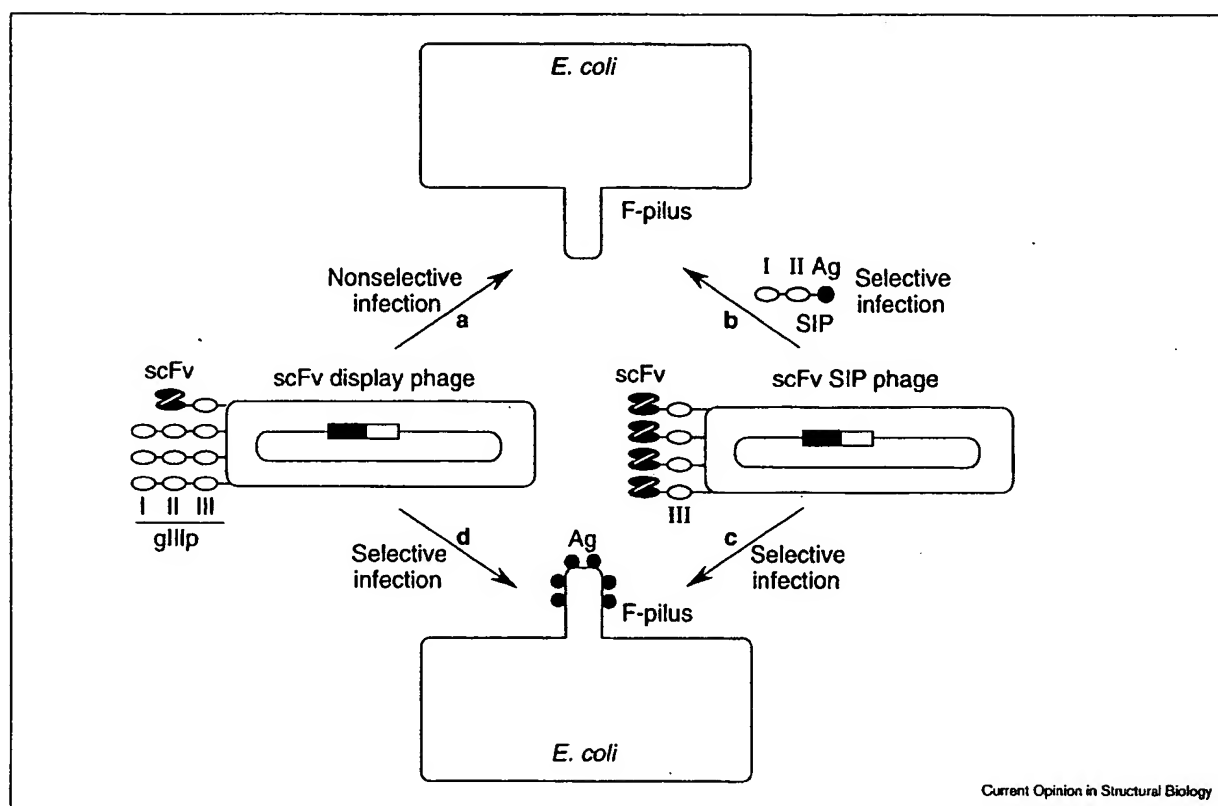 E. coli
F-pilus
I II Ag
Selective
infection
SIP
b
Nonselective
infection
a
scFv
scFv display phage
I II III
gIIIp
scFv
scFv SIP phage
III
d
Selective
infection
c
Selective
infection
Ag
F-pilus
E. coli
Current Opinion in Structural Biology